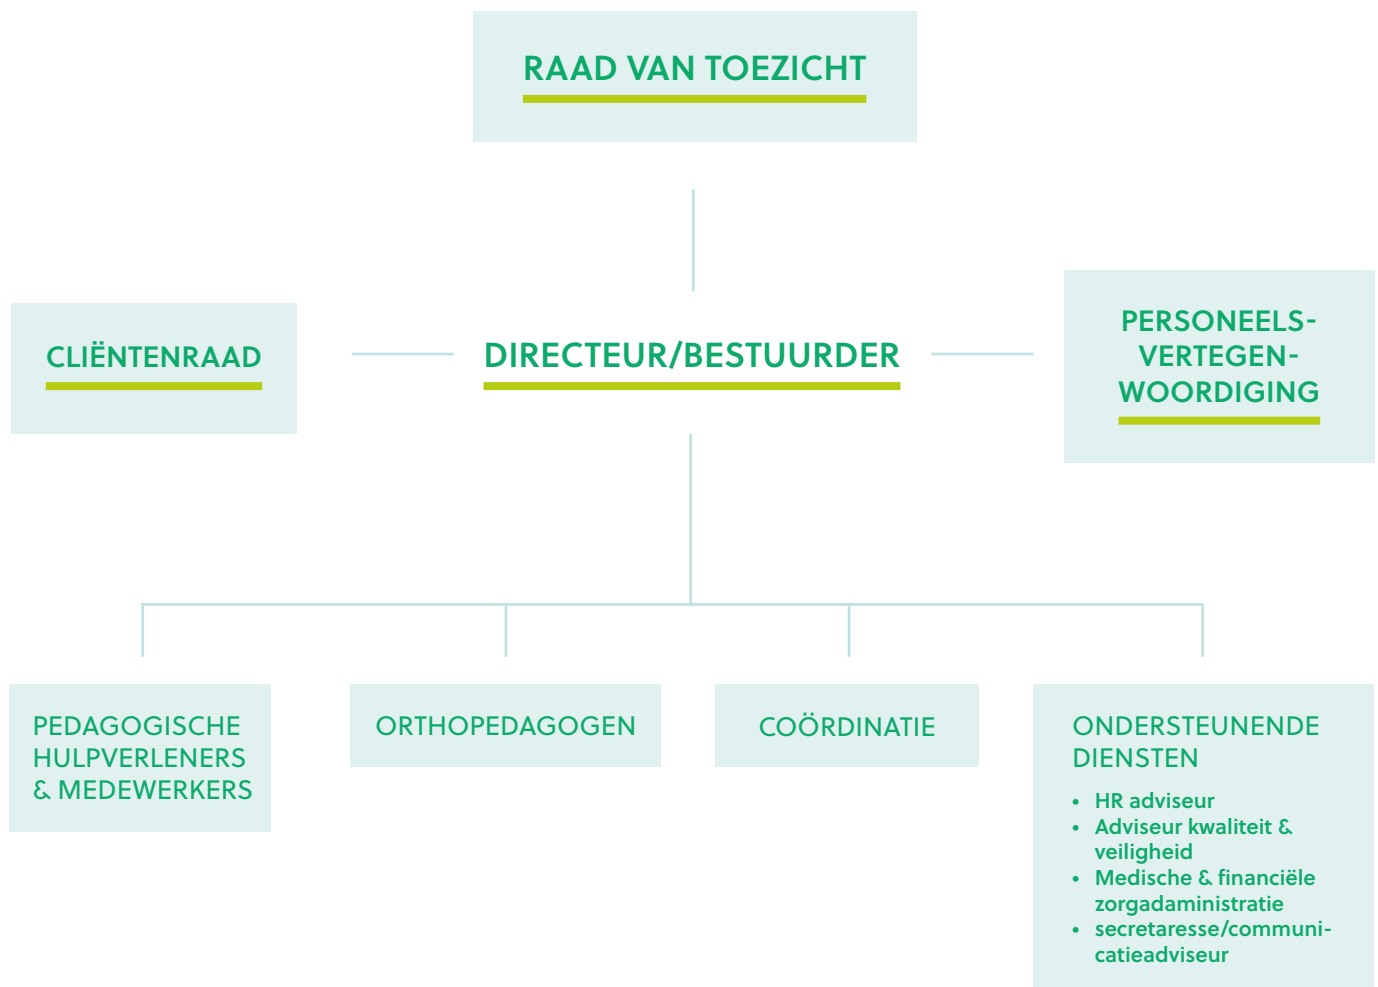 RAAD VAN TOEZICHT
CLIËNTENRAAD
DIRECTEUR/BESTUURDER
PERSONEELS-
VERTEGEN-
WOORDIGING
PEDAGOGISCHE
HULPVERLENERS
& MEDEWERKERS
ORTHOPEDAGOGEN
COÖRDINATIE
ONDERSTEUNENDE
DIENSTEN
• HR adviseur
• Adviseur kwaliteit &
veiligheid
• Medische & financiële
zorgadaministratie
• secretaresse/communi-
catieadviseur